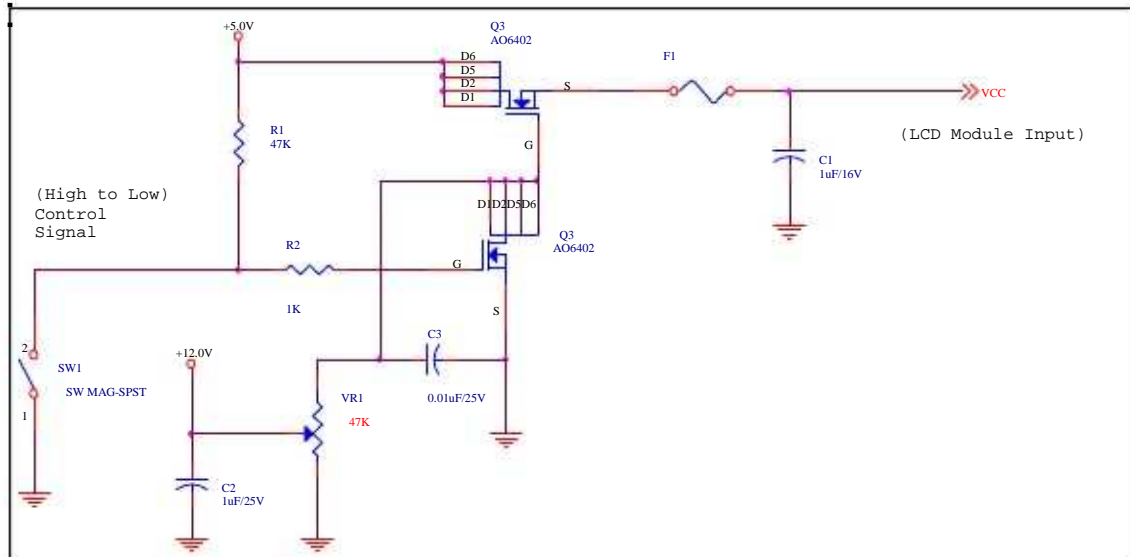 +5.0V
Q3
AO6402
D6
D5
D2
D1
S
G
F1
VCC
(LCD Module Input)
R1
47K
C1
1uF/16V
(High to Low)
Control
Signal
D1D2D5D6
Q3
AO6402
R2
1K
G
S
2
SW1
SW MAG-SPST
1
+12.0V
C3
0.01uF/25V
VR1
47K
C2
1uF/25V